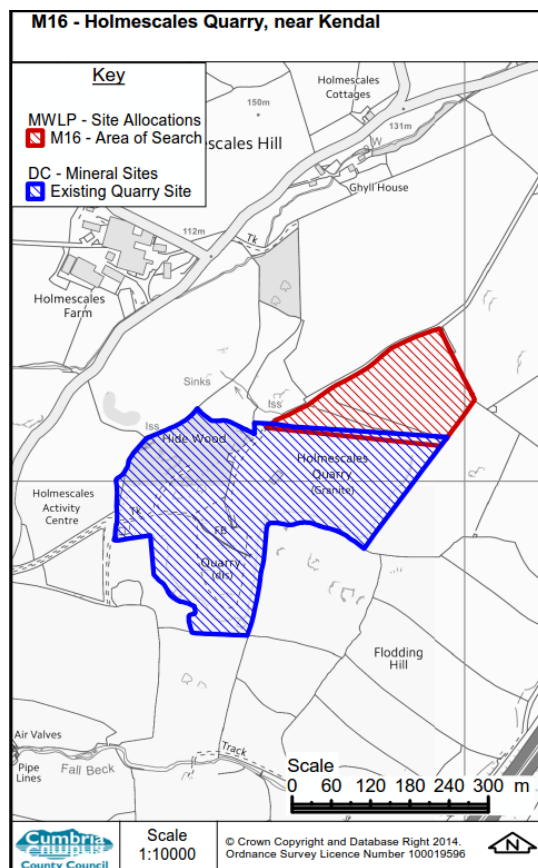 M16 - Holmescales Quarry, near Kendal
Key
MWLP - Site Allocations
M16 - Area of Search
DC - Mineral Sites
Existing Quarry Site
Holmescales
Cottages
150m
131m
scales Hill
W
Ghyll House
Tk
112m
Holmescales
Farm
Sinks
Iss
Iss
Hide Wood
Holmescales
Quarry
(Granite)
Holmescales
Activity
Centre
Tk
FB
Quarry
(dis)
Flodding
Hill
Air Valves
Pipe
Lines
Fall Beck
Track
Scale
0 60 120 180 240 300 m
Cumbria
County Council
Scale
1:10000
© Crown Copyright and Database Right 2014.
Ordnance Survey Licence Number 100019596
N